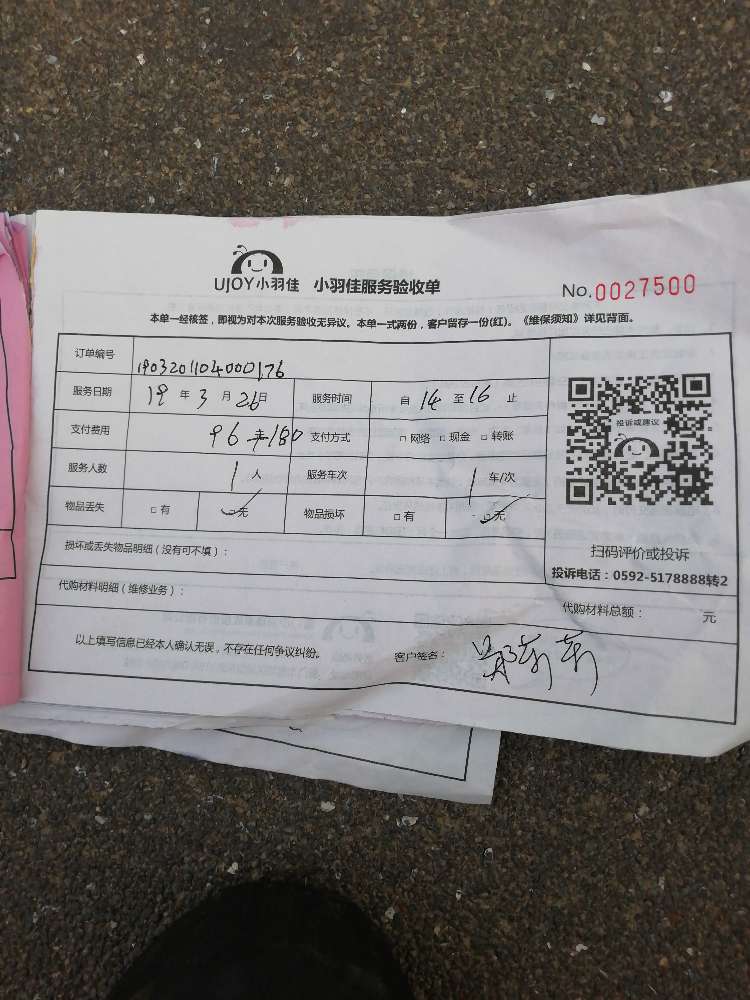 UJOY小羽佳 小羽佳服务验收单 No.0027500
本单一经核签，即视为对本次服务验收无异议。本单一式两份，客户留存一份(红)。《维保须知》详见背面。
订单编号 1903201104000176
服务日期 19 年 3 月 26 日 服务时间 自 14 至 16 止
支付费用 96 180 支付方式 □ 网络 □ 现金 □ 转账
服务人数 1 人 服务车次 1 车/次
物品丢失 □ 有 □ 无 物品损坏 □ 有 □ 无
损坏或丢失物品明细（没有可不填）：
代购材料明细（维修业务）： 代购材料总额： 元
以上填写信息已经本人确认无误，不存在任何争议纠纷。 客户签名：
投诉或建议
扫码评价或投诉
投诉电话：0592-5178888转2